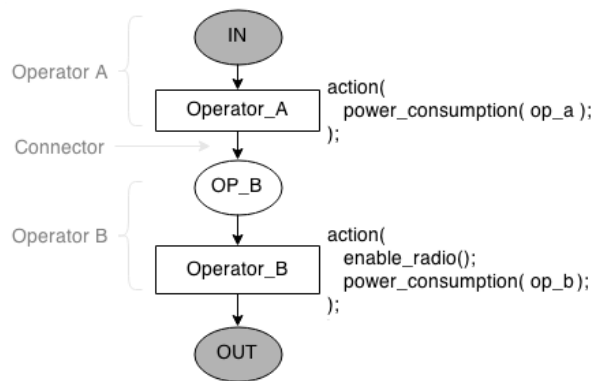 IN
Operator A
Operator_A
action(
power_consumption( op_a );
);
Connector
OP_B
Operator B
Operator_B
action(
enable_radio();
power_consumption( op_b );
);
OUT